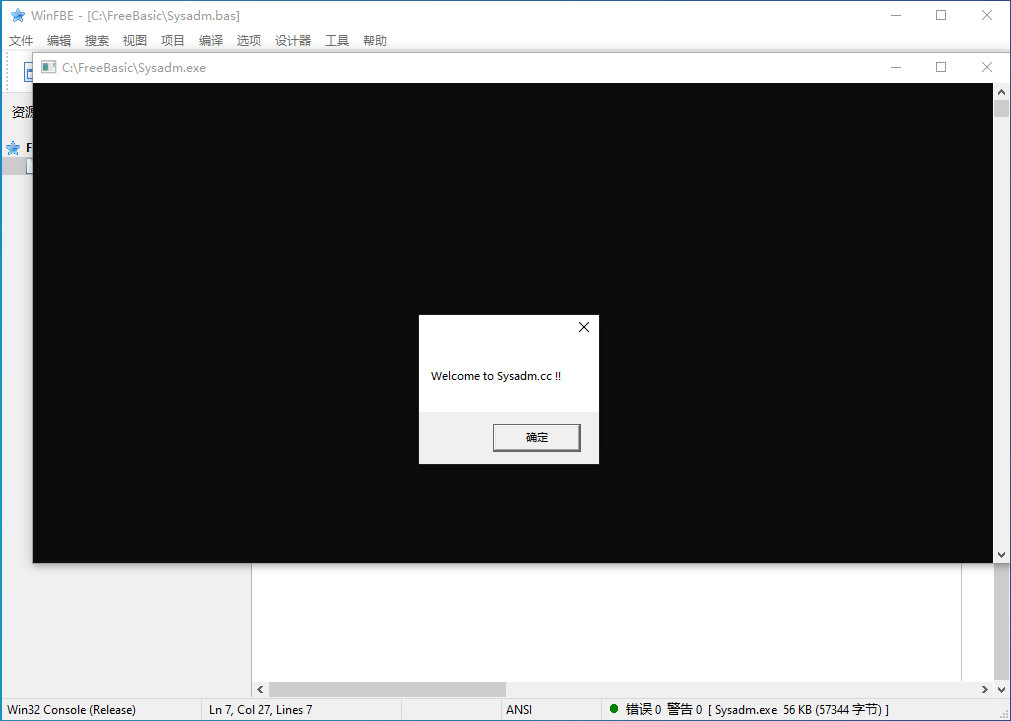 WinFBE - [C:\FreeBasic\Sysadm.bas]
文件 编辑 搜索 视图 项目 编译 选项 设计器 工具 帮助
C:\FreeBasic\Sysadm.exe
资源
F
Welcome to Sysadm.cc !!
确定
Win32 Console (Release) Ln 7, Col 27, Lines 7 ANSI 错误 0 警告 0 [ Sysadm.exe 56 KB (57344 字节) ]